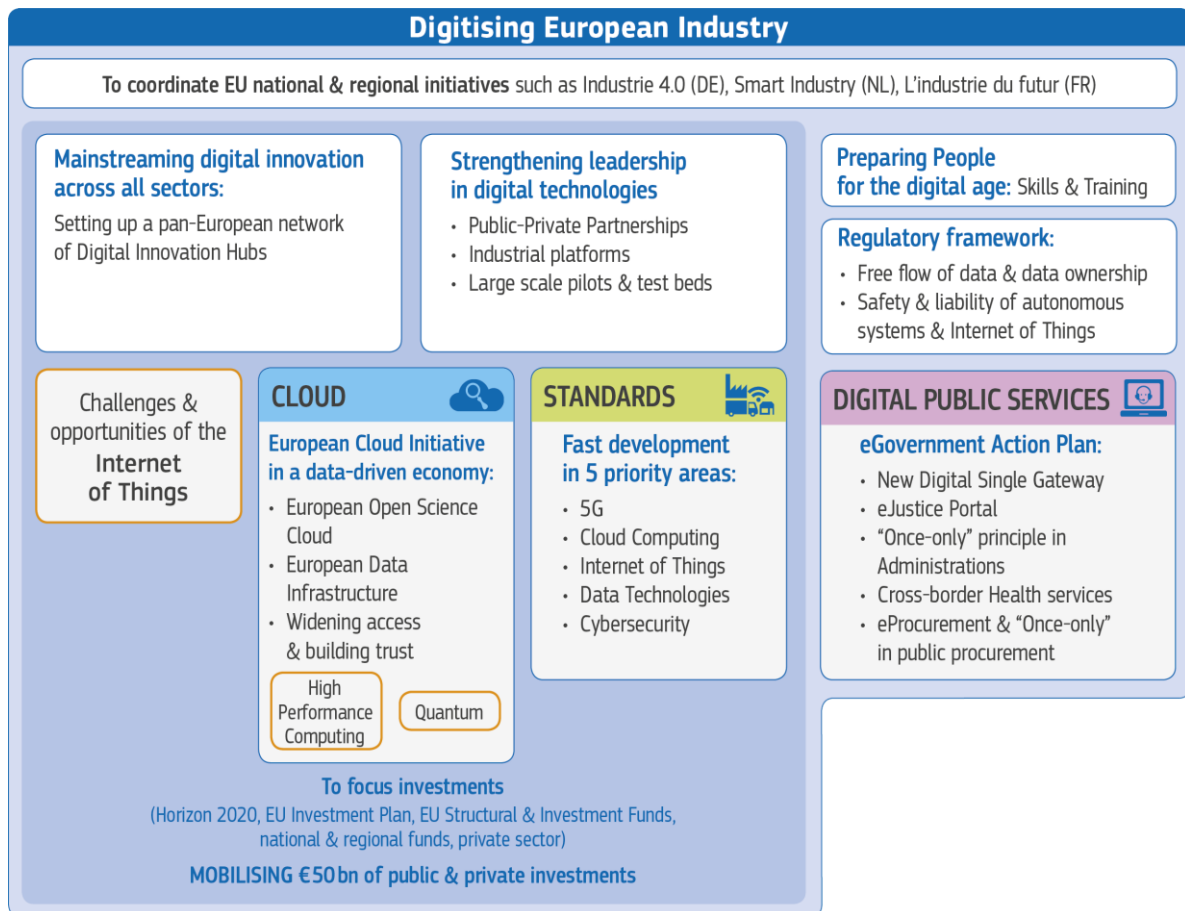 Digitising European Industry
To coordinate EU national & regional initiatives such as Industrie 4.0 (DE), Smart Industry (NL), L'industrie du futur (FR)
Mainstreaming digital innovation
across all sectors:
Setting up a pan-European network
of Digital Innovation Hubs
Strengthening leadership
in digital technologies
• Public-Private Partnerships
• Industrial platforms
• Large scale pilots & test beds
Preparing People
for the digital age: Skills & Training
Regulatory framework:
• Free flow of data & data ownership
• Safety & liability of autonomous
systems & Internet of Things
Challenges &
opportunities of the
Internet
of Things
CLOUD
European Cloud Initiative
in a data-driven economy:
• European Open Science
Cloud
• European Data
Infrastructure
• Widening access
& building trust
High
Performance
Computing
Quantum
STANDARDS
Fast development
in 5 priority areas:
• 5G
• Cloud Computing
• Internet of Things
• Data Technologies
• Cybersecurity
DIGITAL PUBLIC SERVICES
eGovernment Action Plan:
• New Digital Single Gateway
• eJustice Portal
• “Once-only” principle in
Administrations
• Cross-border Health services
• eProcurement & “Once-only”
in public procurement
To focus investments
(Horizon 2020, EU Investment Plan, EU Structural & Investment Funds,
national & regional funds, private sector)
MOBILISING €50bn of public & private investments